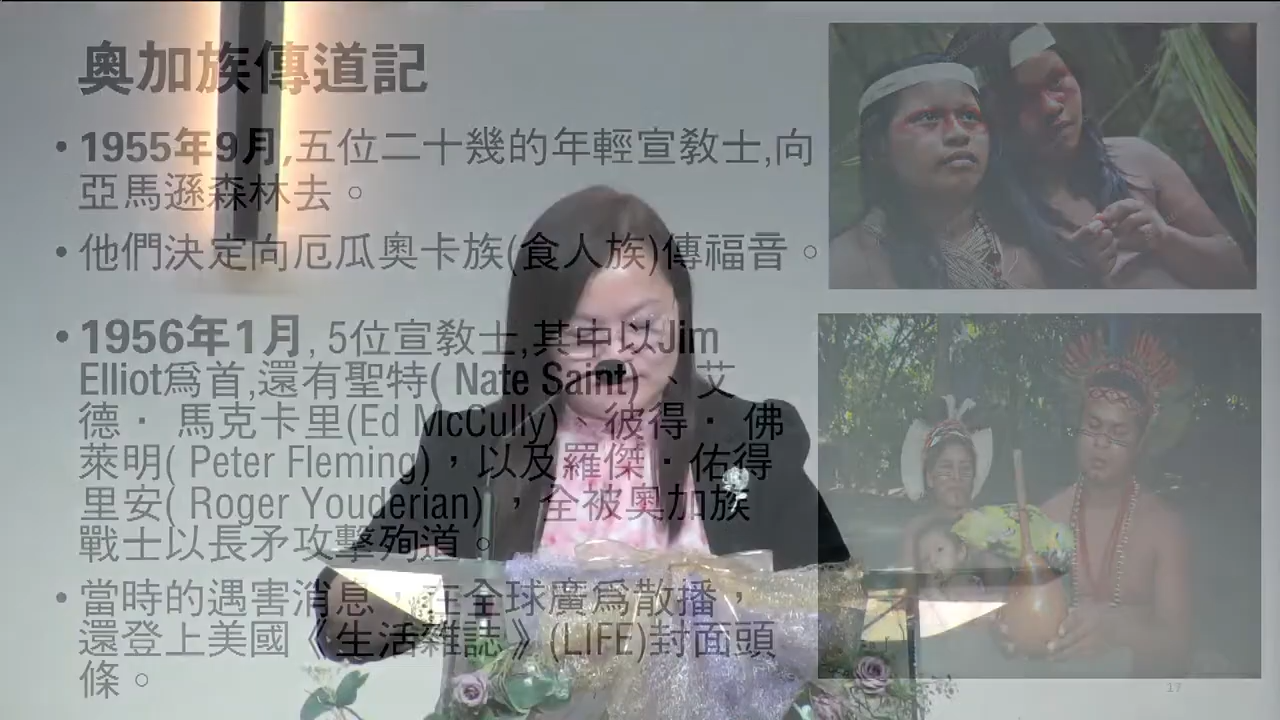 奧加族傳道記
• 1955年9月,五位二十幾的年輕宣教士,向
亞馬遜森林去。
• 他們決定向厄瓜奧卡族(食人族)傳福音。
• 1956年1月, 5位宣教士,其中以Jim
Elliot為首,還有聖特( Nate Saint)、艾
德· 馬克卡里(Ed McCully)、彼得· 佛
萊明( Peter Fleming)，以及羅傑·佑得
里安( Roger Youderian)，全被奧加族
戰士以長矛攻擊殉道。
• 當時的遇害消息，在全球廣為散播，
還登上美國《生活雜誌》(LIFE)封面頭
條。
17